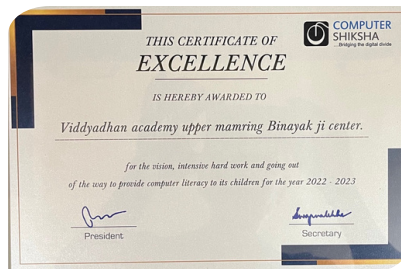 COMPUTER
SHIKSHA
...Bridging the digital divide
THIS CERTIFICATE OF
EXCELLENCE
IS HEREBY AWARDED TO
Viddyadhan academy upper mamring Binayak ji center.
for the vision, intensive hard work and going out
of the way to provide computer literacy to its children for the year 2022 - 2023
President
Secretary